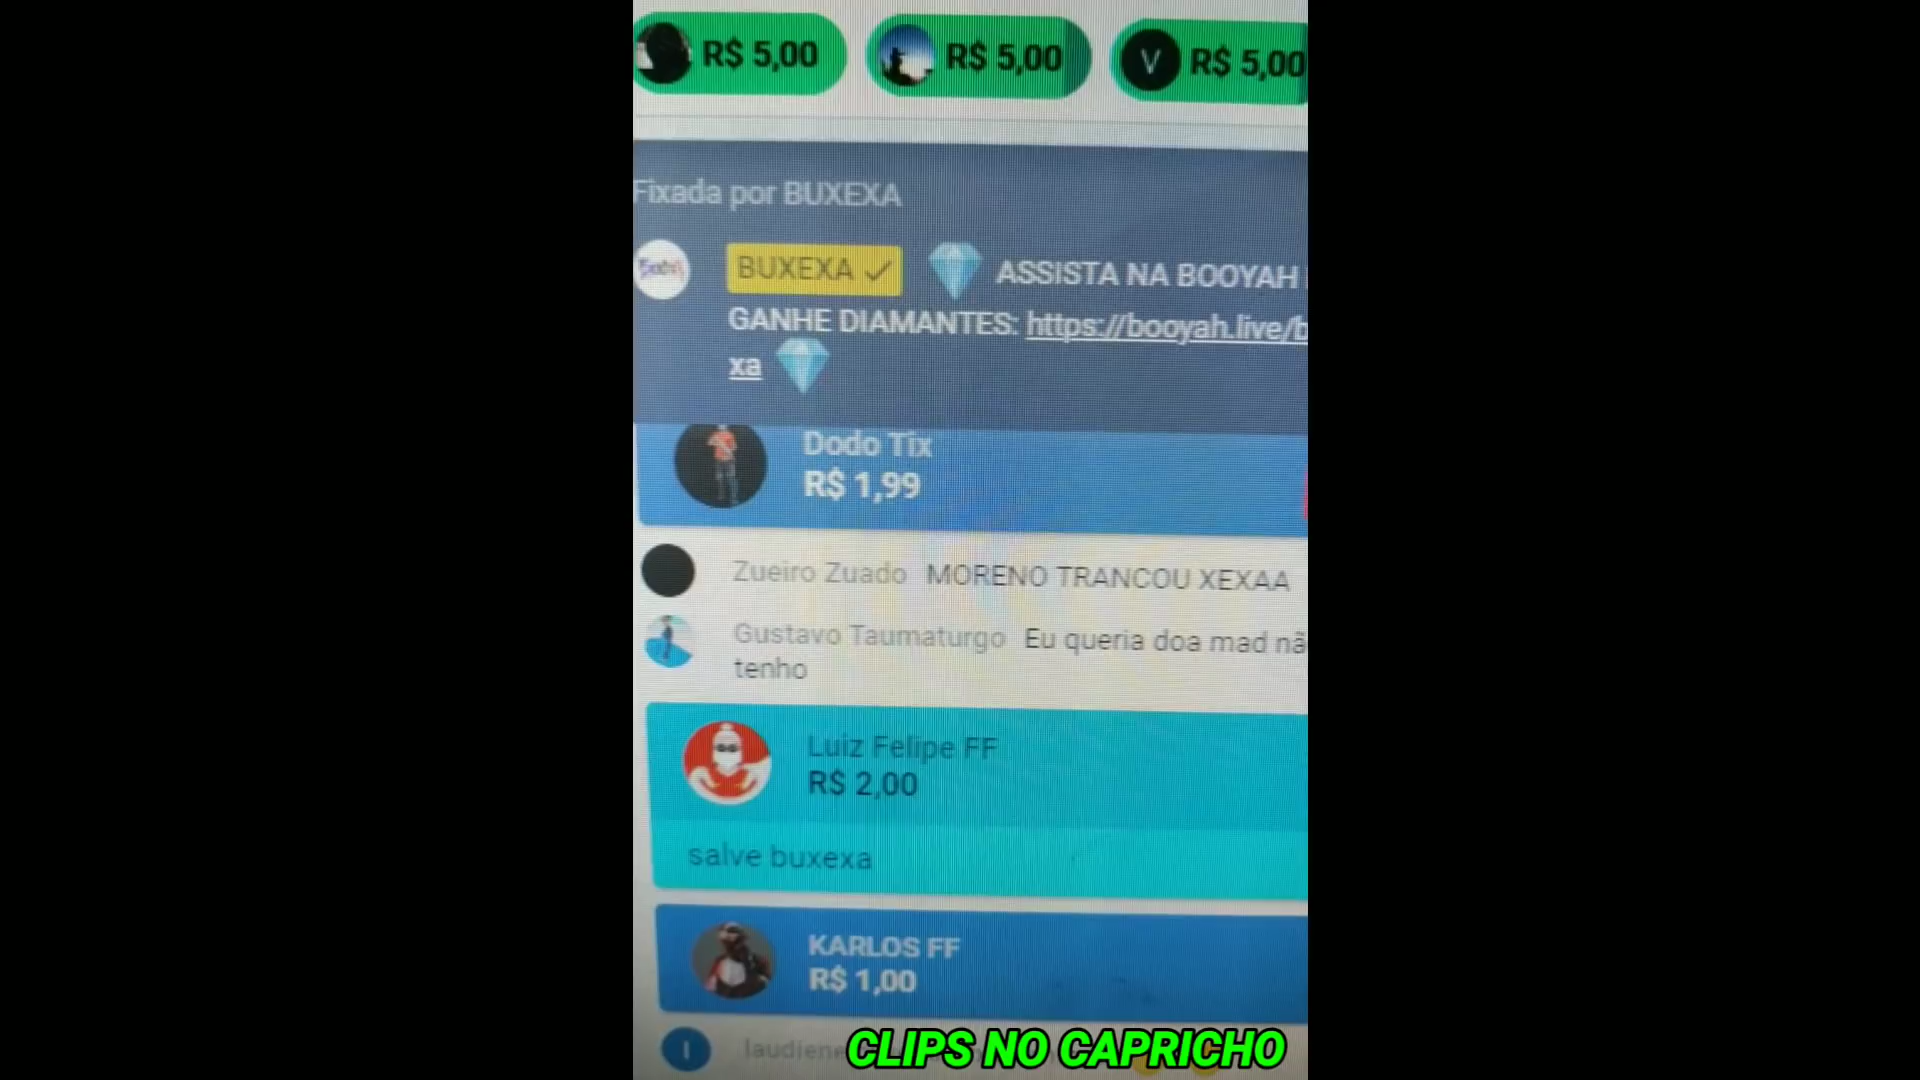 R$ 5,00 R$ 5,00 V R$ 5,00
Fixada por BUXEXA
BUXEXA ✓ 💎 ASSISTA NA BOOYAH
GANHE DIAMANTES: https://booyah.live/b
xa 💎
Dodo Tix
R$ 1,99
Zueiro Zuado MORENO TRANCOU XEXAA
Gustavo Taumaturgo Eu queria doa mad nã
tenho
Luiz Felipe FF
R$ 2,00
salve buxexa
KARLOS FF
R$ 1,00
laudiene
CLIPS NO CAPRICHO